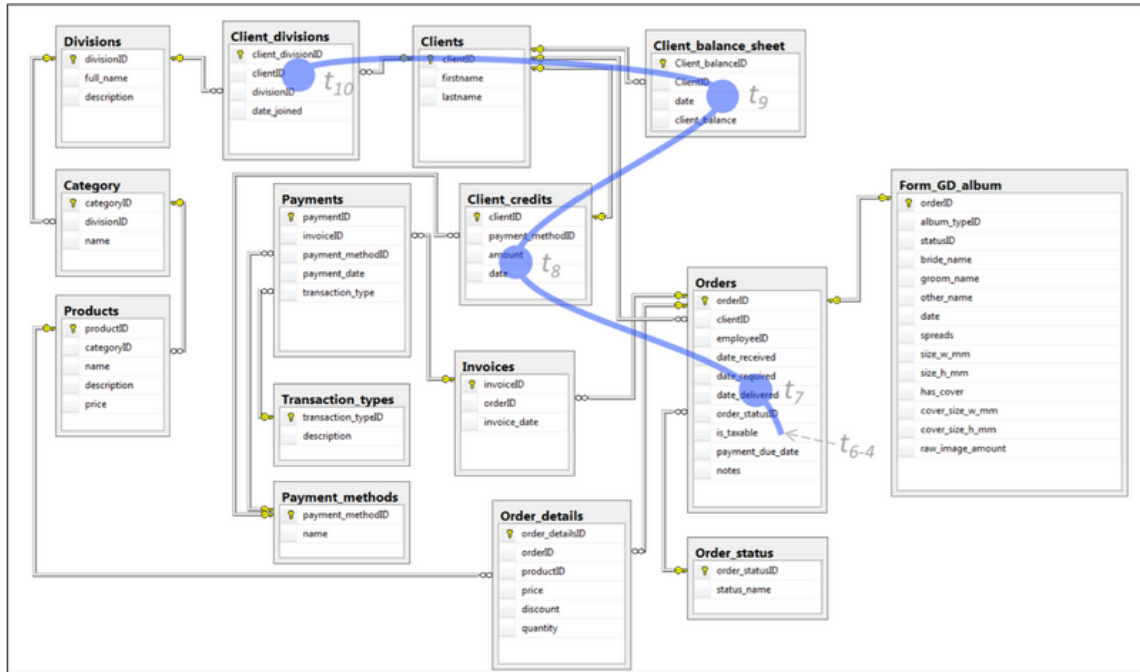 Divisions
divisionID
full_name
description
Client_divisions
client_divisionID
clientID
divisionID
date_joined
t10
Clients
clientID
firstname
lastname
Client_balance_sheet
Client_balanceID
ClientID
date
client_balance
t9
Category
categoryID
divisionID
name
Payments
paymentID
invoiceID
payment_methodID
payment_date
transaction_type
Client_credits
clientID
payment_methodID
amount
date
t8
Form_GD_album
orderID
album_typeID
statusID
bride_name
groom_name
other_name
date
spreads
size_w_mm
size_h_mm
has_cover
cover_size_w_mm
cover_size_h_mm
raw_image_amount
Orders
orderID
clientID
employeeID
date_received
date_required
date_delivered
order_statusID
is_taxable
payment_due_date
notes
t7
t6-4
Products
productID
categoryID
name
description
price
Invoices
invoiceID
orderID
invoice_date
Transaction_types
transaction_typeID
description
Payment_methods
payment_methodID
name
Order_details
order_detailsID
orderID
productID
price
discount
quantity
Order_status
order_statusID
status_name